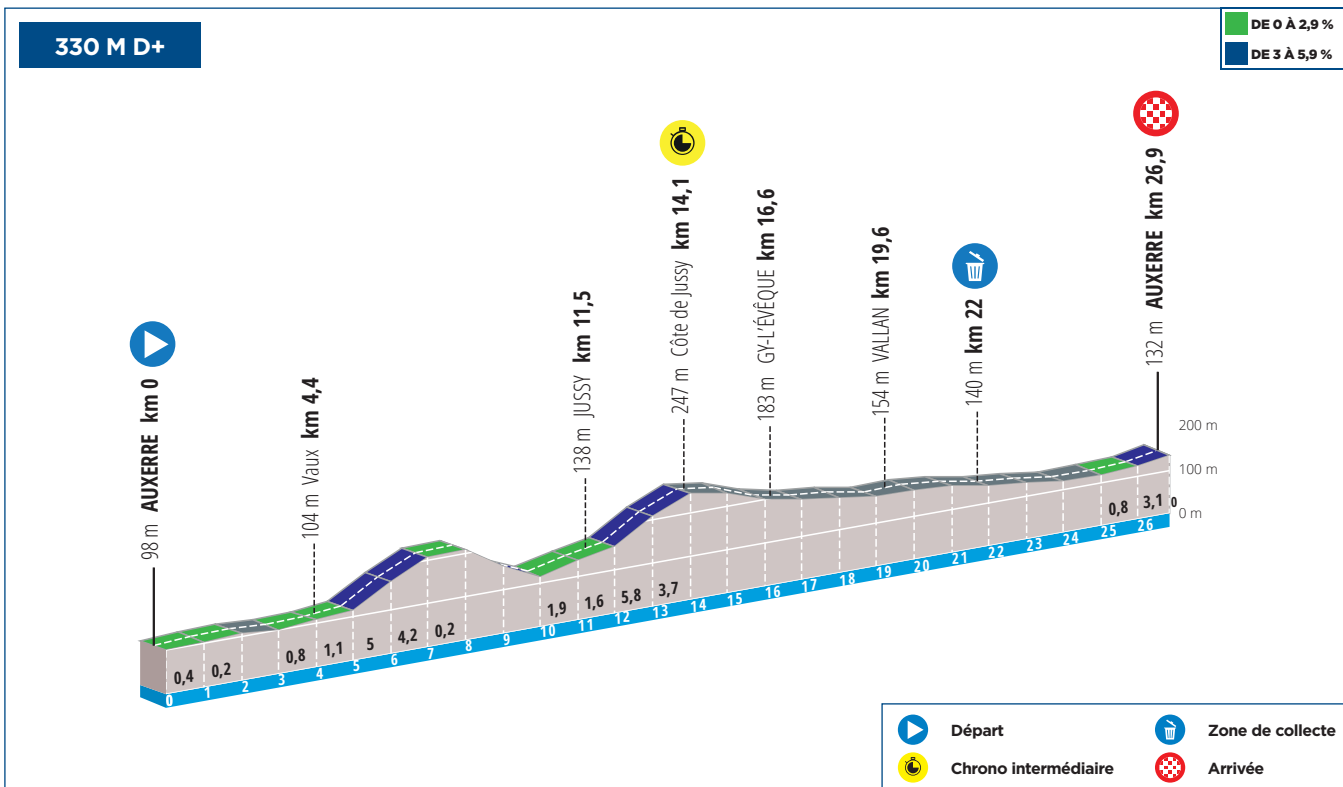 330 M D+
DE 0 À 2,9 %
DE 3 À 5,9 %
98 m AUXERRE km 0
104 m Vaux km 4,4
138 m JUSSY km 11,5
247 m Côte de Jussy km 14,1
183 m GY-L'ÉVÊQUE km 16,6
154 m VALLAN km 19,6
140 m km 22
132 m AUXERRE km 26,9
200 m
100 m
0 m
0,4 0,2 0,8 1,1 5 4,2 0,2 1,9 1,6 5,8 3,7 0,8 3,1 0
0 1 2 3 4 5 6 7 8 9 10 11 12 13 14 15 16 17 18 19 20 21 22 23 24 25 26
Départ
Zone de collecte
Chrono intermédiaire
Arrivée